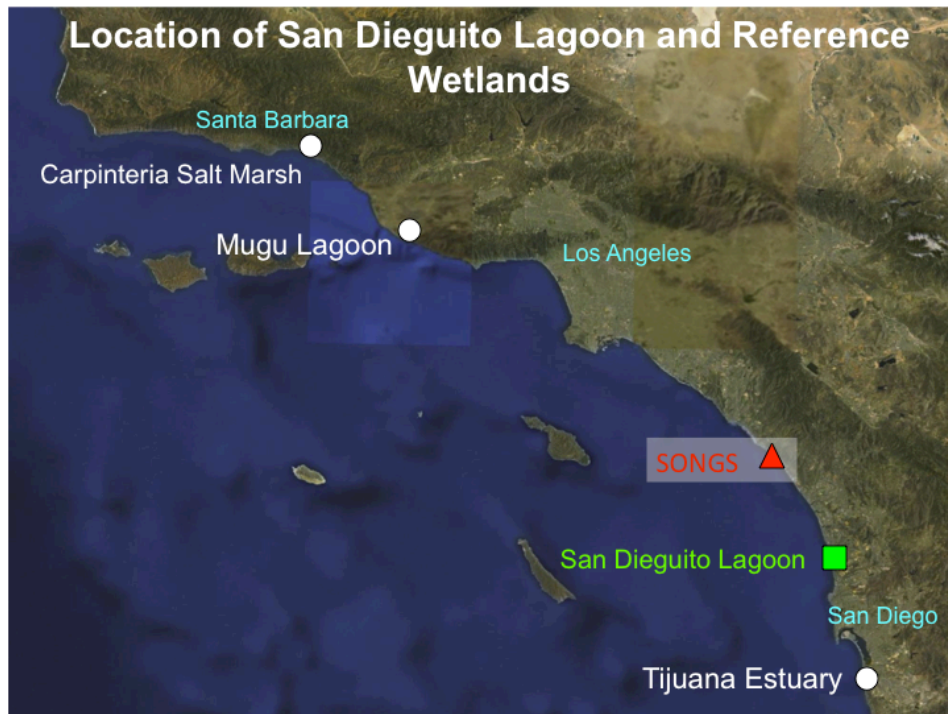 Location of San Dieguito Lagoon and Reference
Wetlands
Santa Barbara
Carpinteria Salt Marsh
Mugu Lagoon
Los Angeles
SONGS
San Dieguito Lagoon
San Diego
Tijuana Estuary